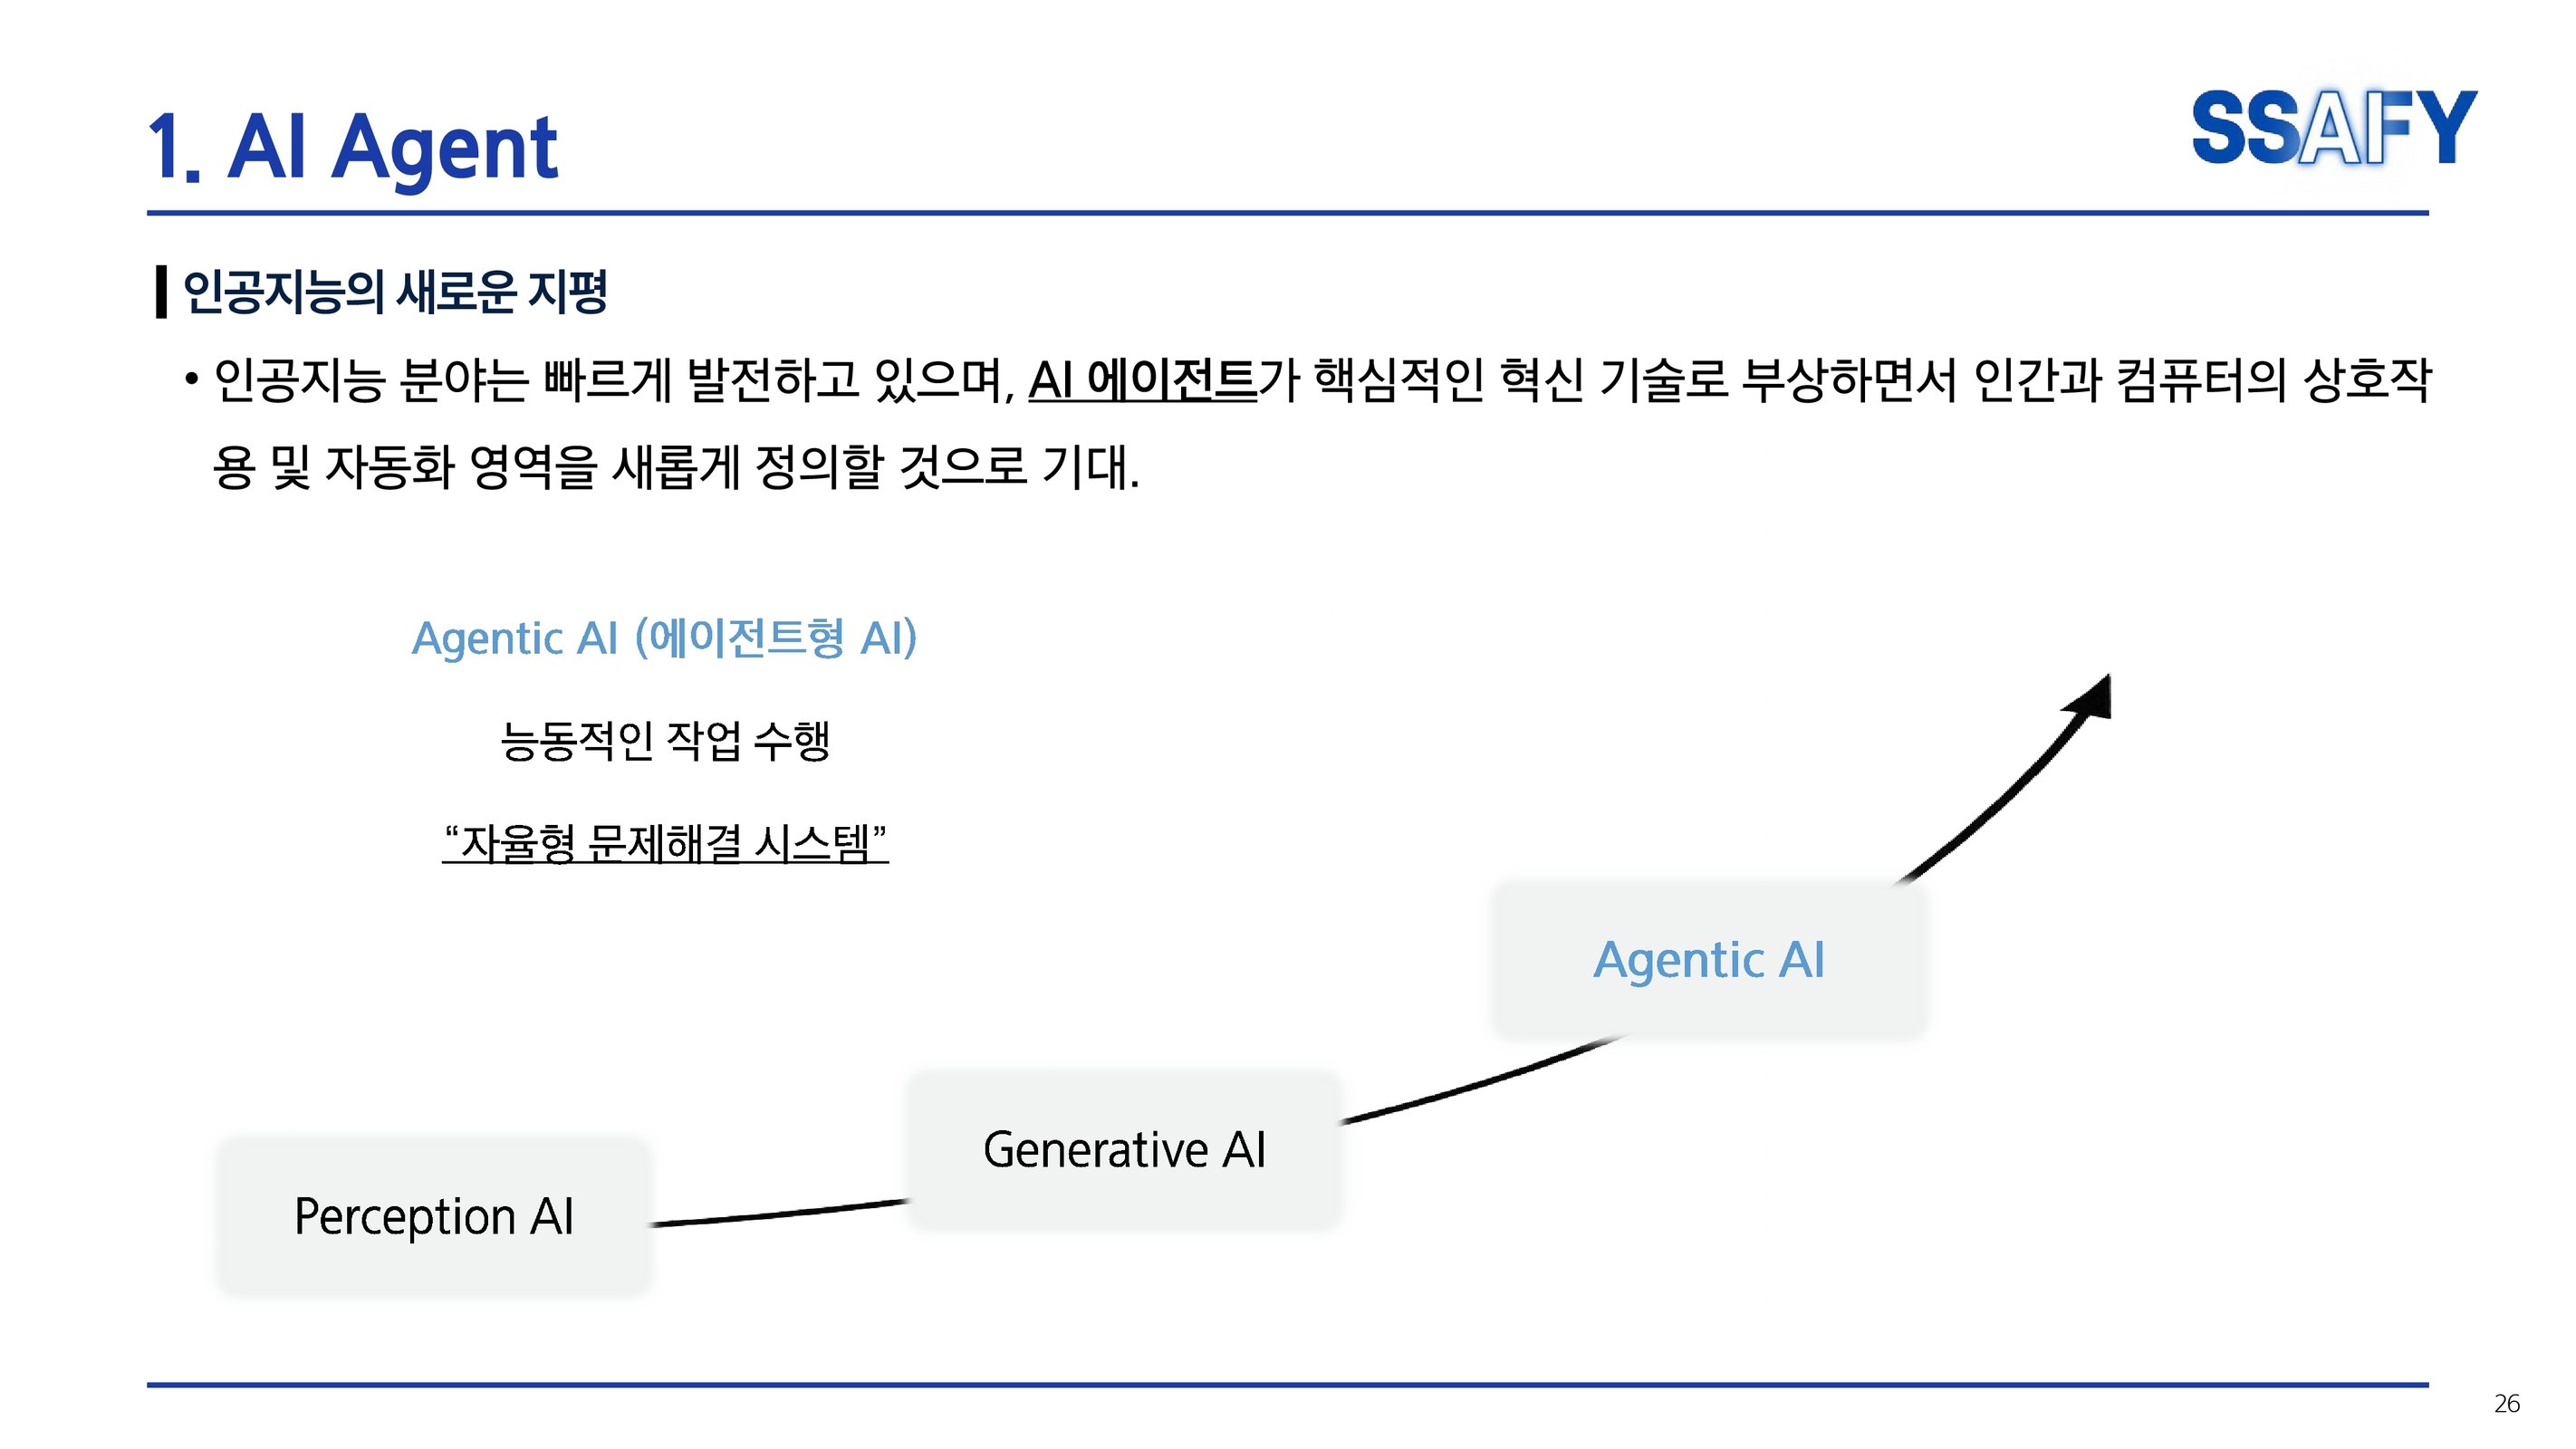 1. AI Agent
SSAFY
인공지능의 새로운 지평
• 인공지능 분야는 빠르게 발전하고 있으며, AI 에이전트가 핵심적인 혁신 기술로 부상하면서 인간과 컴퓨터의 상호작
용 및 자동화 영역을 새롭게 정의할 것으로 기대.
Agentic AI (에이전트형 AI)
능동적인 작업 수행
“자율형 문제해결 시스템”
Agentic AI
Generative AI
Perception AI
26